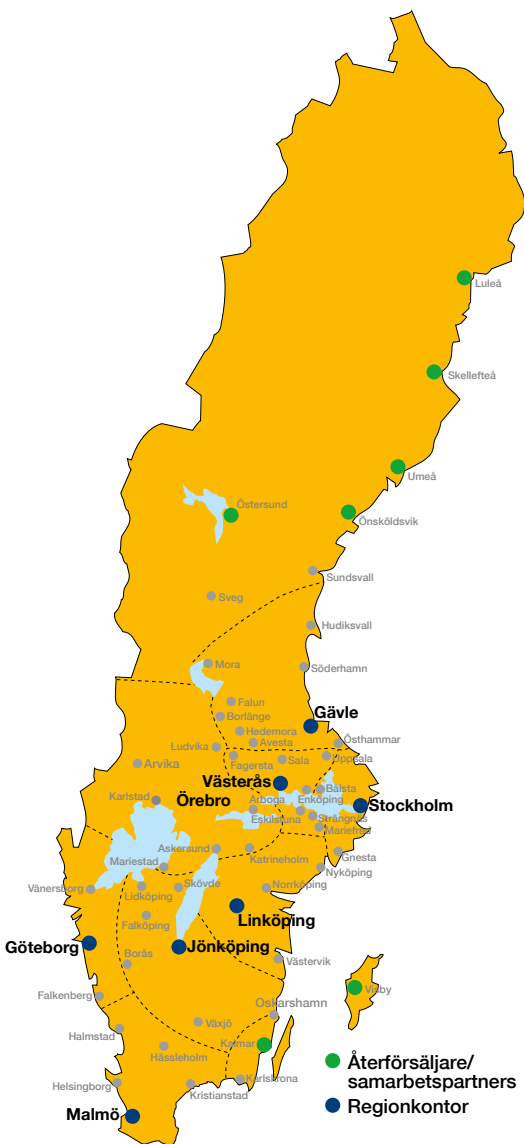 Luleå
Skellefteå
Umeå
Östersund
Önsköldsvik
Sundsvall
Sveg
Hudiksvall
Mora
Söderhamn
Falun
Gävle
Borlänge
Hedemora
Östhammar
Ludvika
Avesta
Uppsala
Arvika
Fagersta
Sala
Västerås
Bålsta
Karlstad
Örebro
Arboga
Enköping
Stockholm
Eskilstuna
Strängnäs
Mariefred
Askersund
Katrineholm
Gnesta
Mariestad
Nyköping
Vänersborg
Lidköping
Skövde
Norrköping
Falköping
Linköping
Göteborg
Jönköping
Borås
Västervik
Visby
Falkenberg
Oskarshamn
Växjö
Halmstad
Kalmar
Hässleholm
Återförsäljare/
samarbetspartners
Helsingborg
Karlskrona
Kristianstad
Regionkontor
Malmö